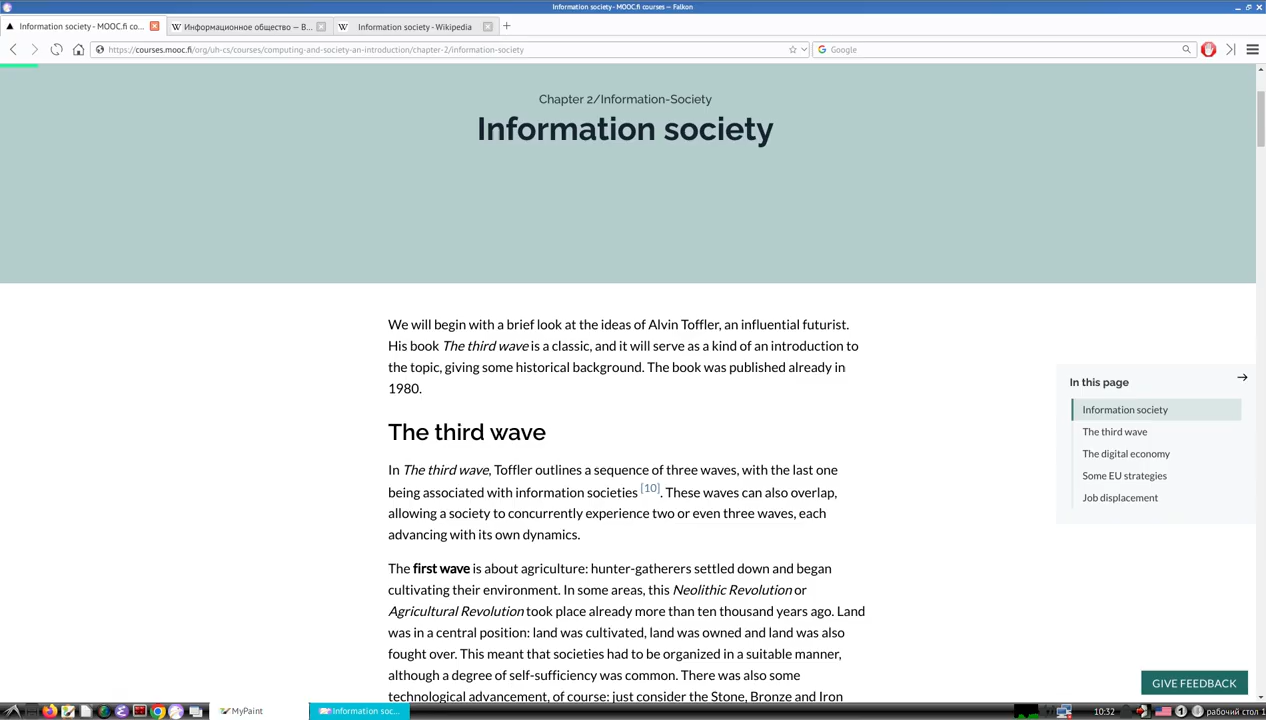 Information society - MOOC.fi courses — Falkon
Information society - MOOC.fi co...
Информационное общество — В...
Information society - Wikipedia
https://courses.mooc.fi/org/uh-cs/courses/computing-and-society-an-introduction/chapter-2/information-society
Google
Chapter 2/Information-Society
Information society
We will begin with a brief look at the ideas of Alvin Toffler, an influential futurist.
His book The third wave is a classic, and it will serve as a kind of an introduction to
the topic, giving some historical background. The book was published already in
1980.
The third wave
In The third wave, Toffler outlines a sequence of three waves, with the last one
being associated with information societies [10]. These waves can also overlap,
allowing a society to concurrently experience two or even three waves, each
advancing with its own dynamics.
The first wave is about agriculture: hunter-gatherers settled down and began
cultivating their environment. In some areas, this Neolithic Revolution or
Agricultural Revolution took place already more than ten thousand years ago. Land
was in a central position: land was cultivated, land was owned and land was also
fought over. This meant that societies had to be organized in a suitable manner,
although a degree of self-sufficiency was common. There was also some
technological advancement, of course: just consider the Stone, Bronze and Iron
In this page
Information society
The third wave
The digital economy
Some EU strategies
Job displacement
GIVE FEEDBACK
MyPaint
Information soc...
10:32
рабочий стол 1